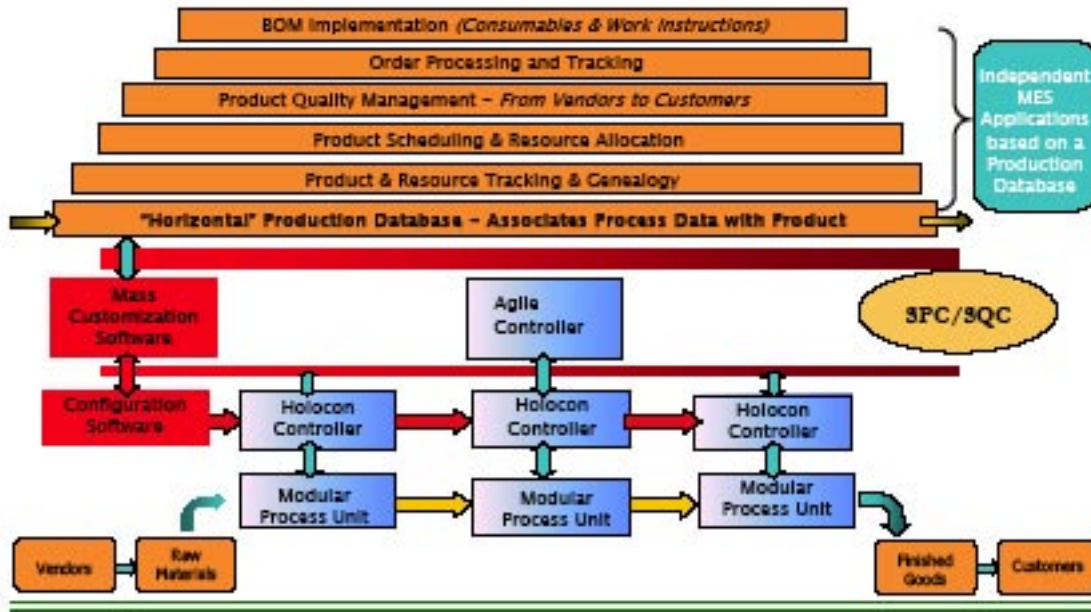 BOM Implementation (Consumables & Work Instructions)
Order Processing and Tracking
Product Quality Management – From Vendors to Customers
Product Scheduling & Resource Allocation
Product & Resource Tracking & Genealogy
"Horizontal" Production Database – Associates Process Data with Product
Independent
MES
Applications
based on a
Production
Database
Mass
Customization
Software
Agile
Controller
SPC/SQC
Configuration
Software
Holocon
Controller
Holocon
Controller
Holocon
Controller
Modular
Process Unit
Modular
Process Unit
Modular
Process Unit
Vendors
Raw
Materials
Finished
Goods
Customers